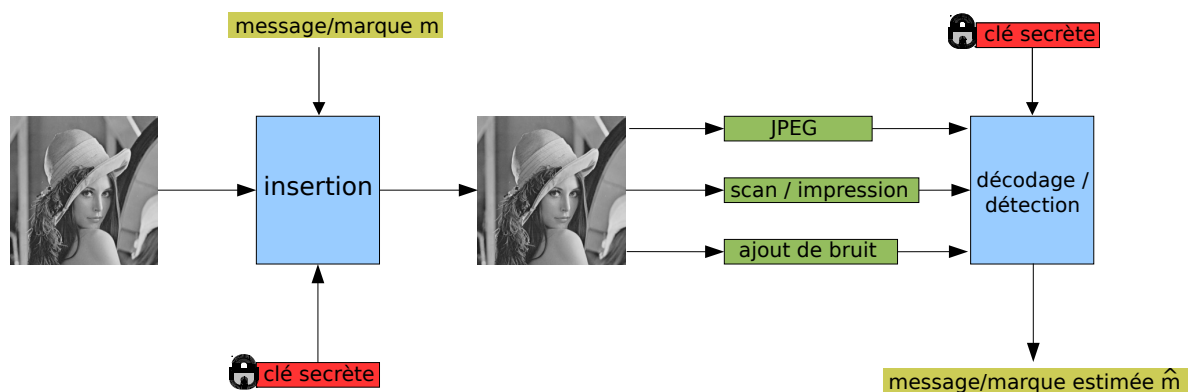 message/marque m
clé secrète
JPEG
insertion
scan / impression
décodage /
détection
ajout de bruit
clé secrète
message/marque estimée m̂